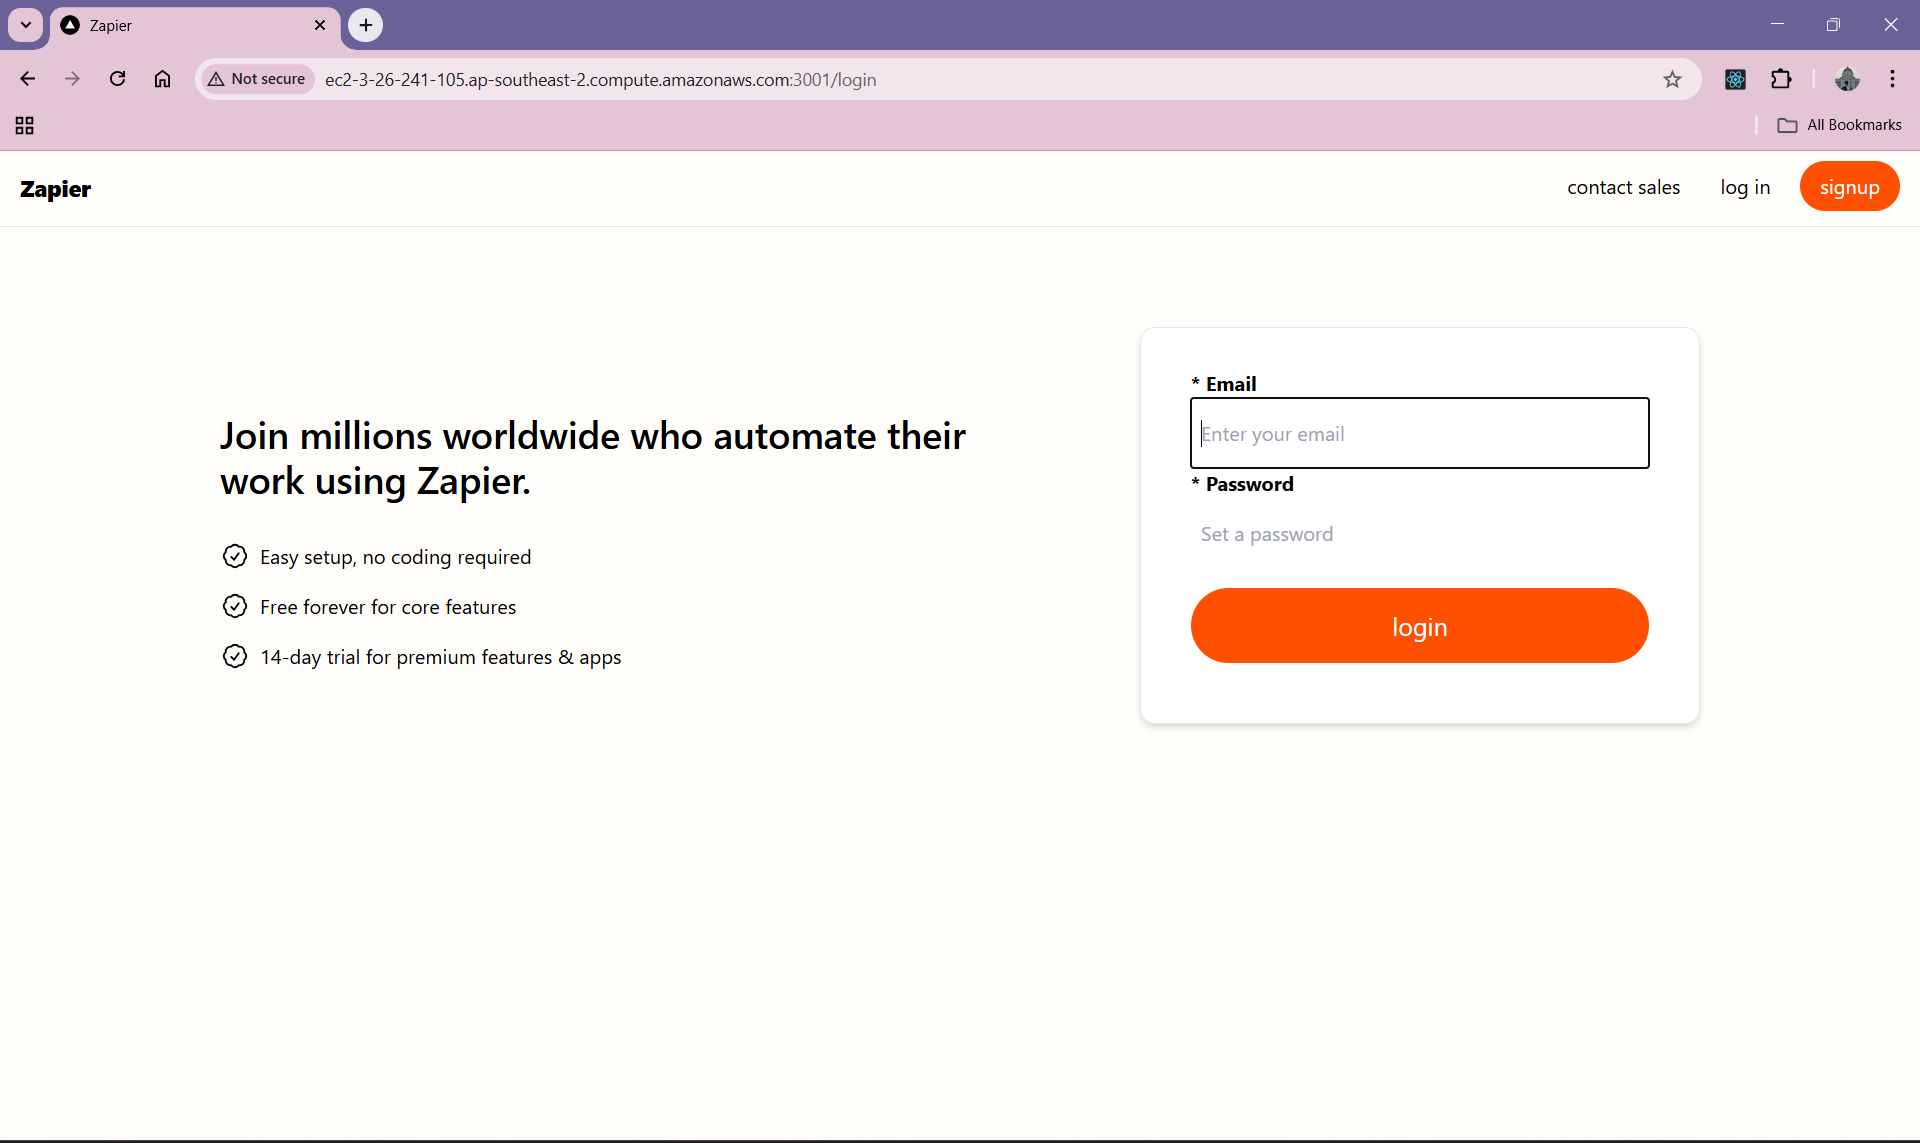 Zapier
Not secure
ec2-3-26-241-105.ap-southeast-2.compute.amazonaws.com:3001/login
All Bookmarks
Zapier
contact sales
log in
signup
Join millions worldwide who automate their
work using Zapier.
Easy setup, no coding required
Free forever for core features
14-day trial for premium features & apps
* Email
Enter your email
* Password
Set a password
login